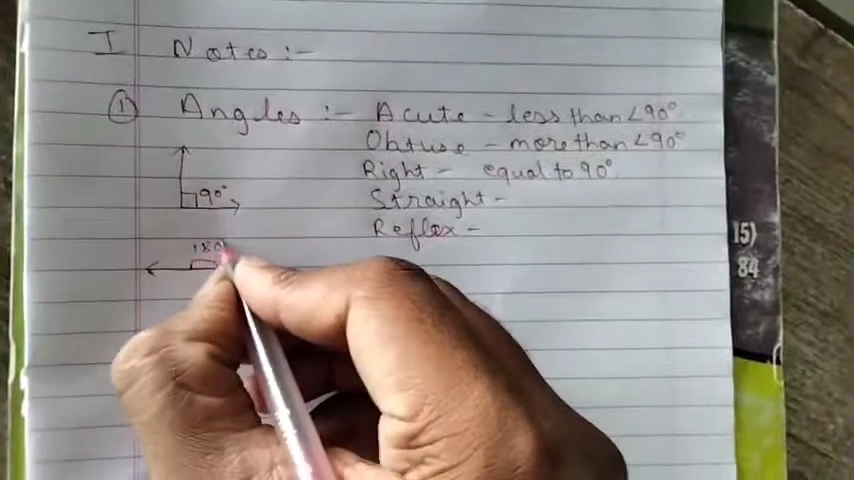 I Notes :-
① Angles :- Acute - less than ∠90°
Obtuse - more than ∠90°
Right - equal to 90°
Straight -
Reflex -
90°
180
15)
84